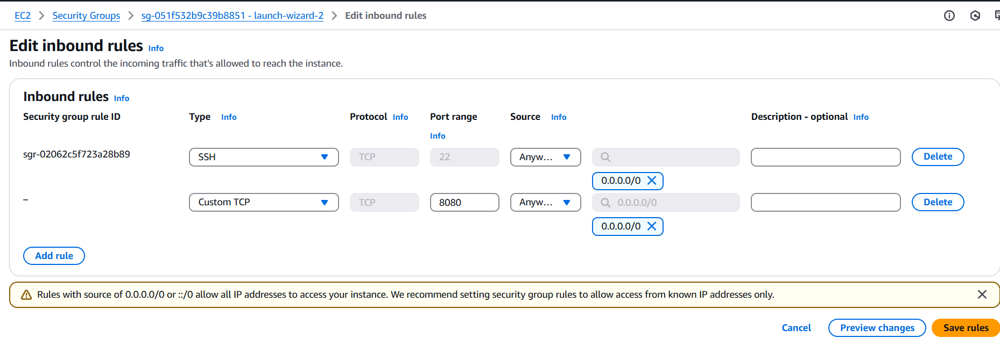 EC2 > Security Groups > sg-051f532b9c39b8851 - launch-wizard-2 > Edit inbound rules
Edit inbound rules Info
Inbound rules control the incoming traffic that's allowed to reach the instance.
Inbound rules Info
Security group rule ID Type Info Protocol Info Port range Source Info Description - optional Info
Info
sgr-02062c5f723a28b89 SSH TCP 22 Anyw... Delete
0.0.0.0/0
– Custom TCP TCP 8080 Anyw... 0.0.0.0/0 Delete
0.0.0.0/0
Add rule
Rules with source of 0.0.0.0/0 or ::/0 allow all IP addresses to access your instance. We recommend setting security group rules to allow access from known IP addresses only.
Cancel Preview changes Save rules